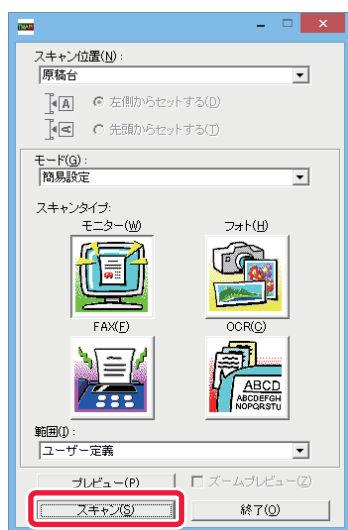 スキャン位置(N):
原稿台
A
左側からセットする(D)
A
先頭からセットする(T)
モード(G):
簡易設定
スキャンタイプ:
モニター(W)
フォト(H)
FAX(F)
OCR(C)
ABCD
ABCDEFGH
NOPQRSTU
範囲(I):
ユーザー定義
プレビュー(P)
ズームプレビュー(Z)
スキャン(S)
終了(O)